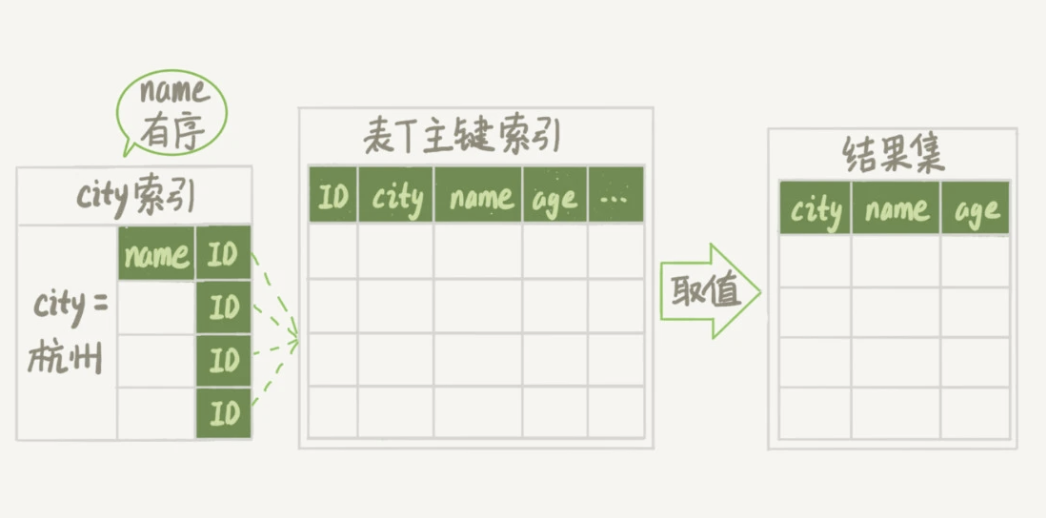 name
有序
city索引
name ID
city=
杭州
ID
ID
ID
表T主键索引
ID city name age ...
取值
结果集
city name age